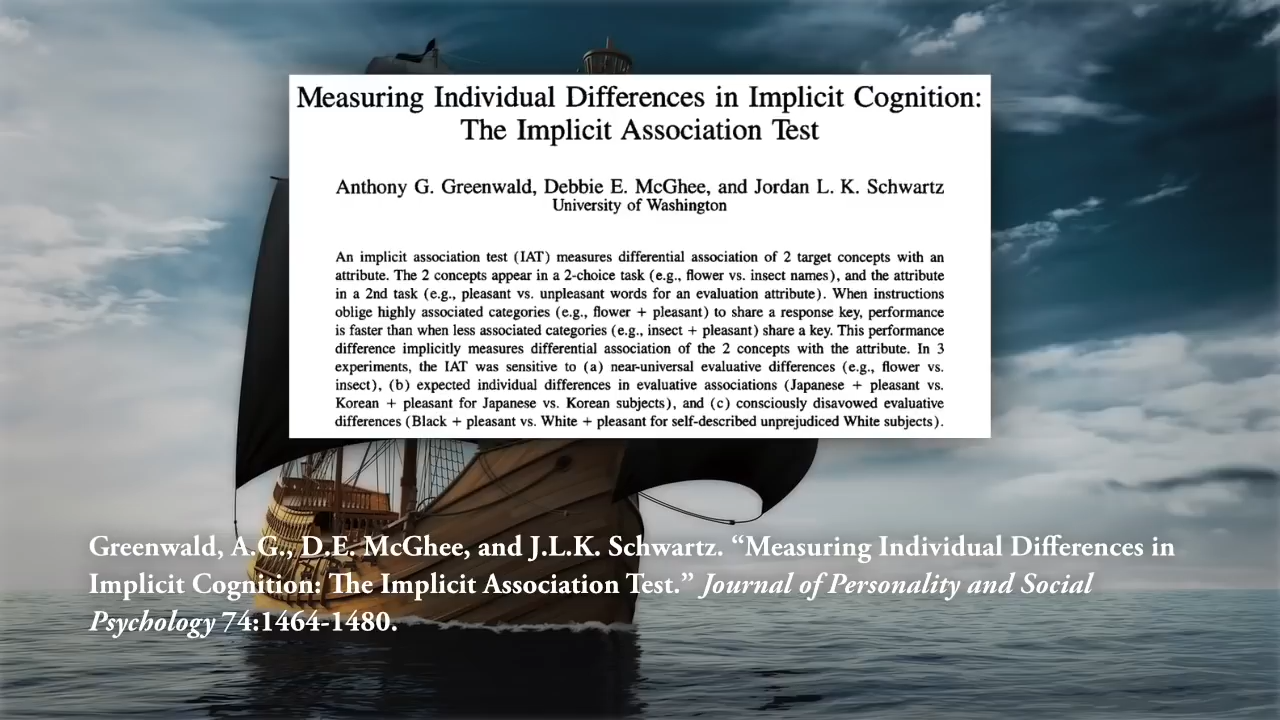 Measuring Individual Differences in Implicit Cognition:
The Implicit Association Test
Anthony G. Greenwald, Debbie E. McGhee, and Jordan L. K. Schwartz
University of Washington
An implicit association test (IAT) measures differential association of 2 target concepts with an
attribute. The 2 concepts appear in a 2-choice task (e.g., flower vs. insect names), and the attribute
in a 2nd task (e.g., pleasant vs. unpleasant words for an evaluation attribute). When instructions
oblige highly associated categories (e.g., flower + pleasant) to share a response key, performance
is faster than when less associated categories (e.g., insect + pleasant) share a key. This performance
difference implicitly measures differential association of the 2 concepts with the attribute. In 3
experiments, the IAT was sensitive to (a) near-universal evaluative differences (e.g., flower vs.
insect), (b) expected individual differences in evaluative associations (Japanese + pleasant vs.
Korean + pleasant for Japanese vs. Korean subjects), and (c) consciously disavowed evaluative
differences (Black + pleasant vs. White + pleasant for self-described unprejudiced White subjects).
Greenwald, A.G., D.E. McGhee, and J.L.K. Schwartz. “Measuring Individual Differences in
Implicit Cognition: The Implicit Association Test.” Journal of Personality and Social
Psychology 74:1464-1480.